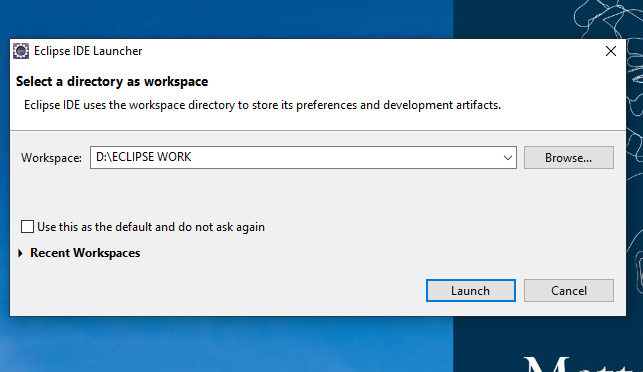 Eclipse IDE Launcher
Select a directory as workspace
Eclipse IDE uses the workspace directory to store its preferences and development artifacts.
Workspace: D:\ECLIPSE WORK Browse...
Use this as the default and do not ask again
Recent Workspaces
Launch Cancel